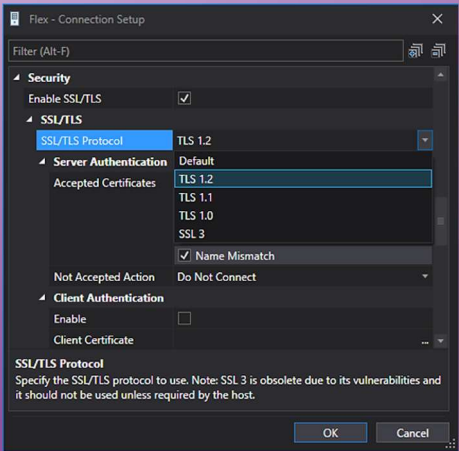 Flex - Connection Setup
Filter (Alt-F)
Security
Enable SSL/TLS
SSL/TLS
SSL/TLS Protocol TLS 1.2
Server Authentication Default
Accepted Certificates TLS 1.2
TLS 1.1
TLS 1.0
SSL 3
Name Mismatch
Not Accepted Action Do Not Connect
Client Authentication
Enable
Client Certificate ...
SSL/TLS Protocol
Specify the SSL/TLS protocol to use. Note: SSL 3 is obsolete due to its vulnerabilities and
it should not be used unless required by the host.
OK Cancel